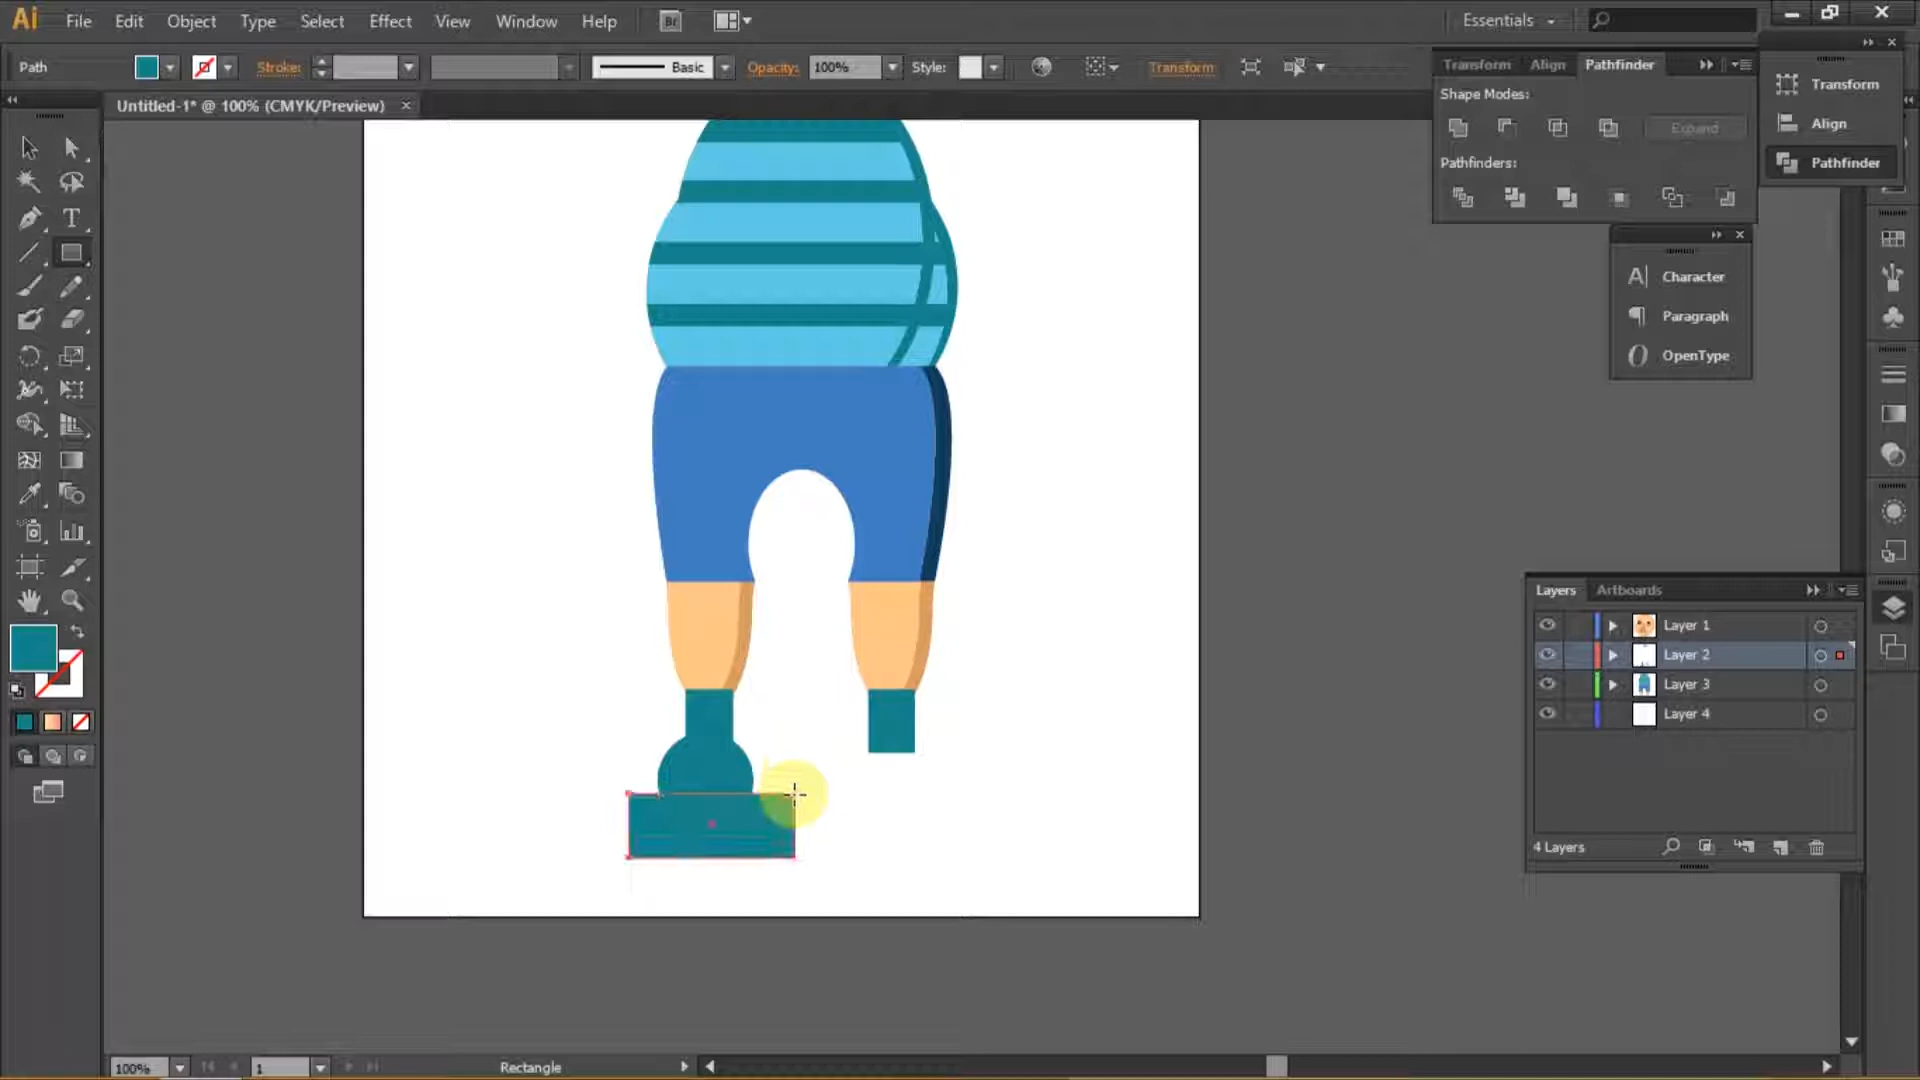 Ai File Edit Object Type Select Effect View Window Help Br Essentials
Path Stroke: Basic Opacity: 100% Style: Transform
Untitled-1* @ 100% (CMYK/Preview) ×
Transform Align Pathfinder
Shape Modes:
Expand
Pathfinders:
Transform
Align
Pathfinder
Character
Paragraph
OpenType
Layers Artboards
Layer 1
Layer 2
Layer 3
Layer 4
4 Layers
100% 1 Rectangle